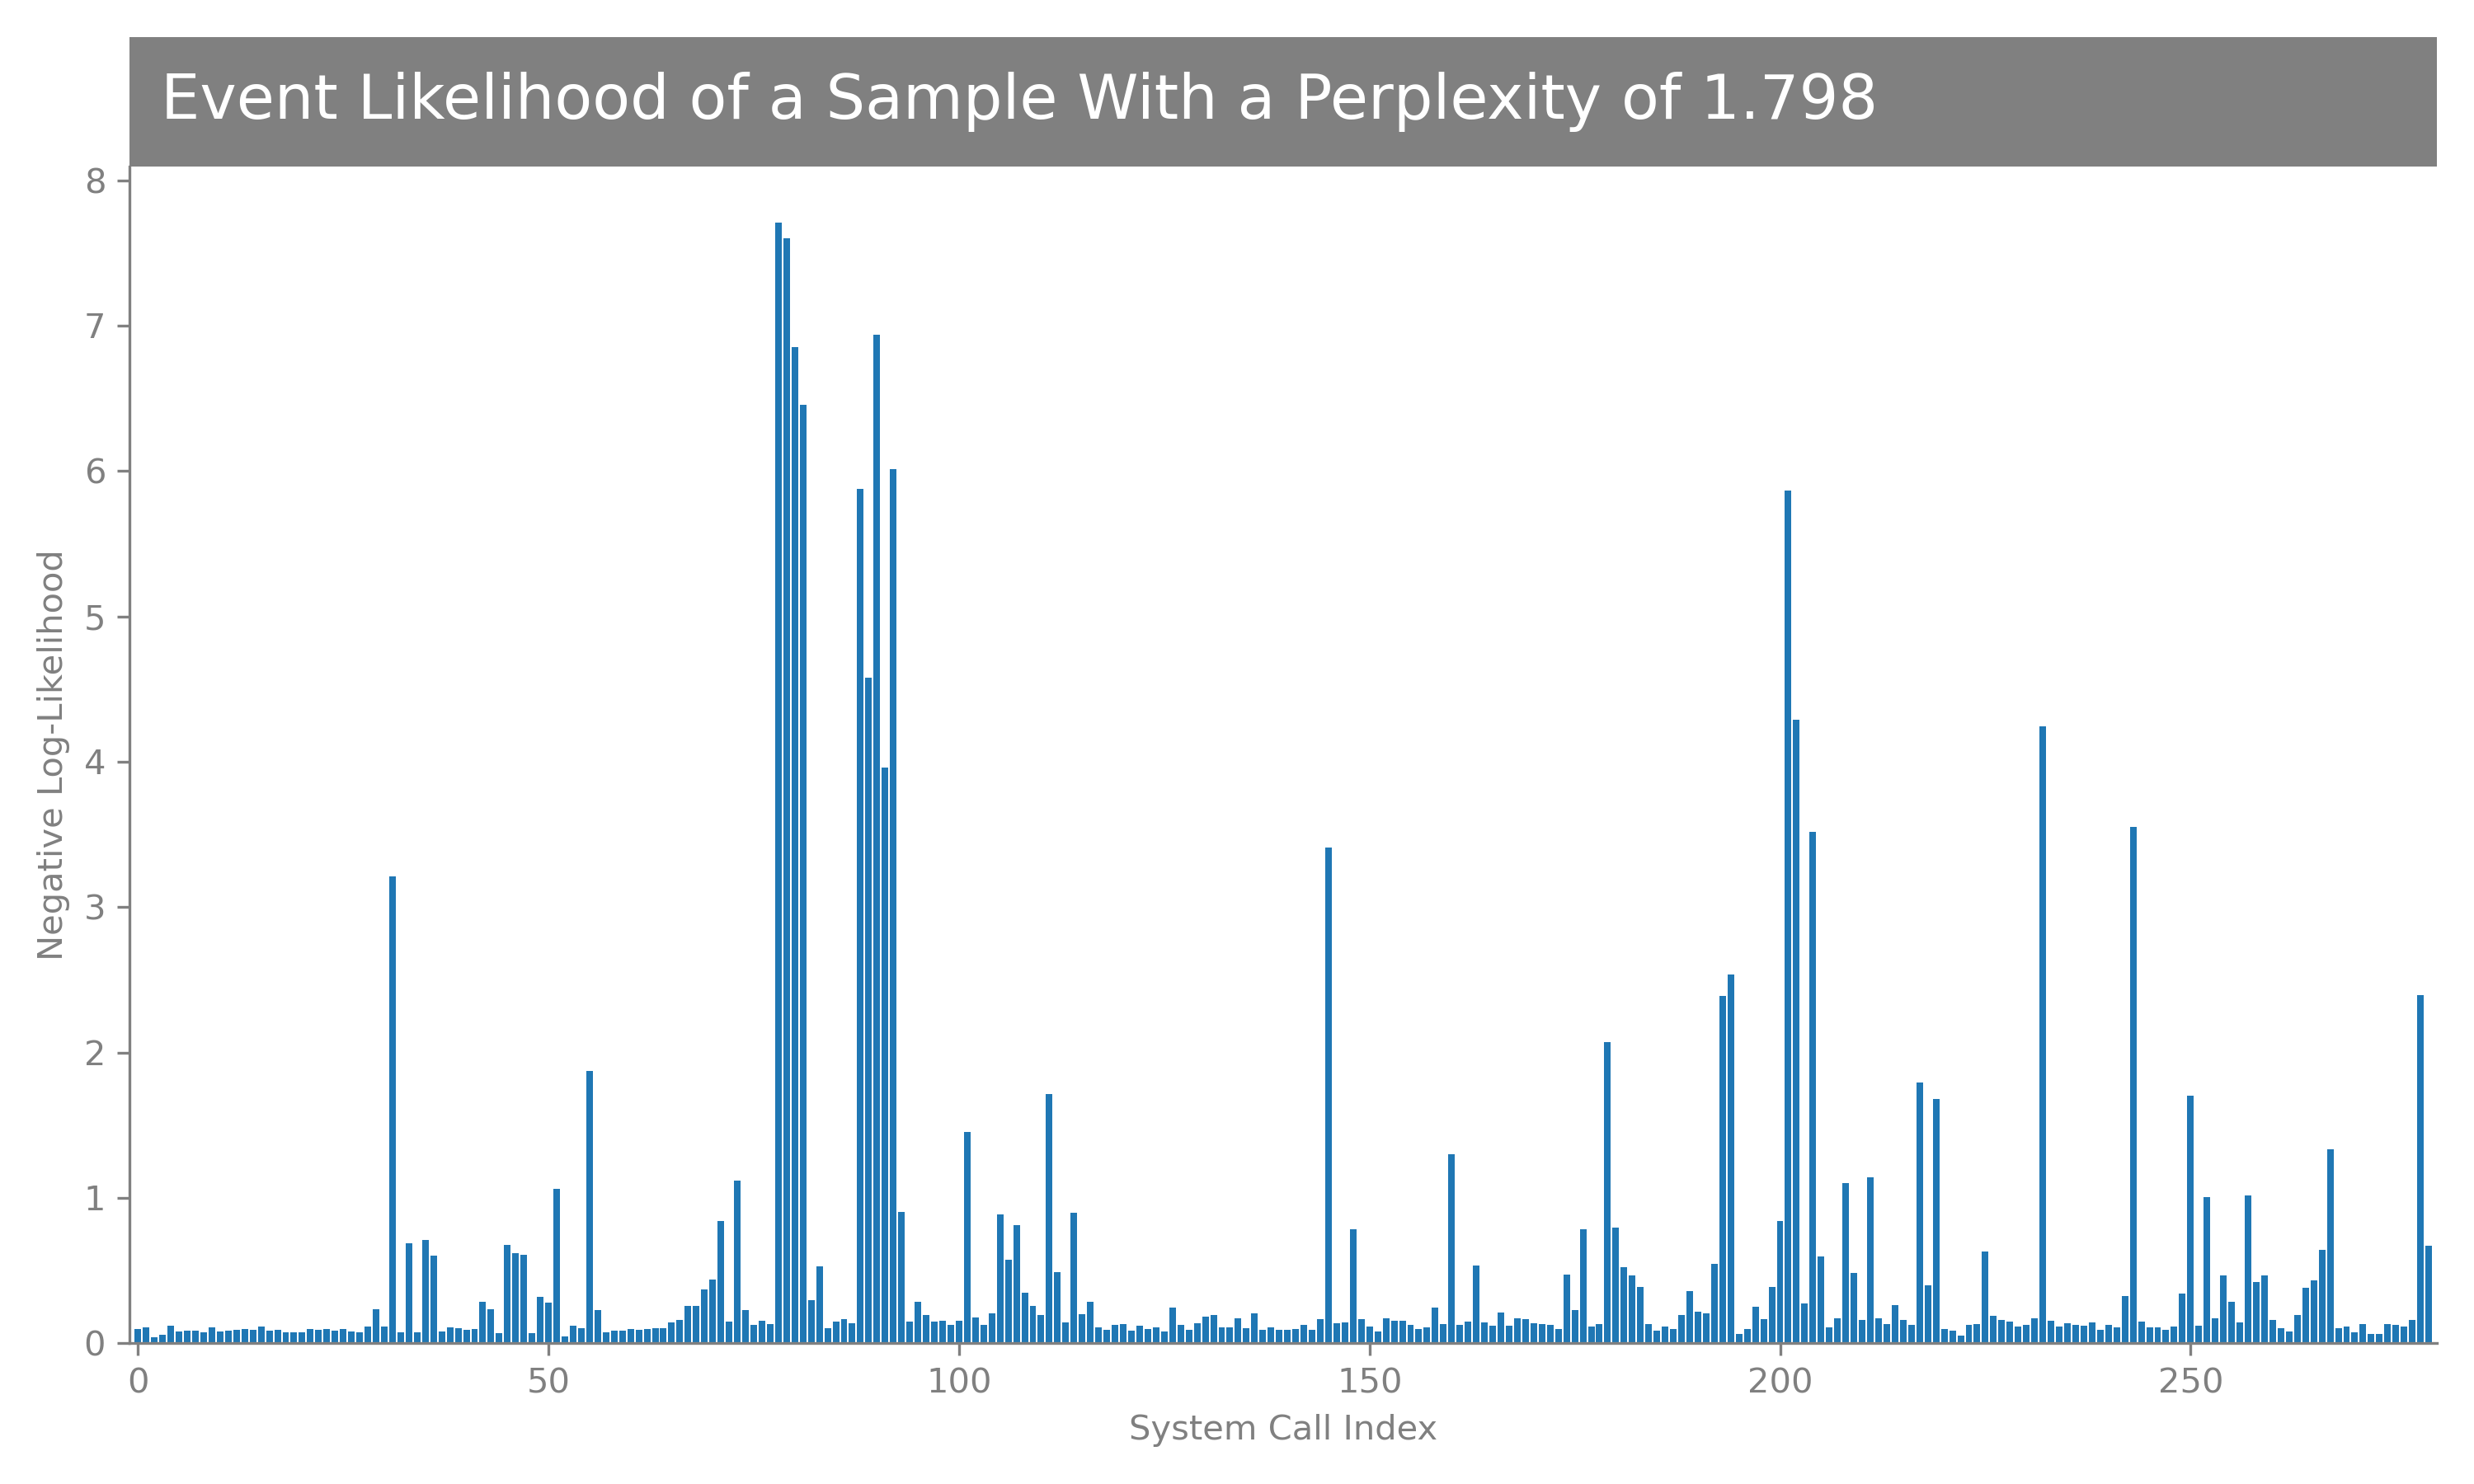 Event Likelihood of a Sample With a Perplexity of 1.798
8
7
6
5
4
3
2
1
0
Negative Log-Likelihood
0 50 100 150 200 250
System Call Index